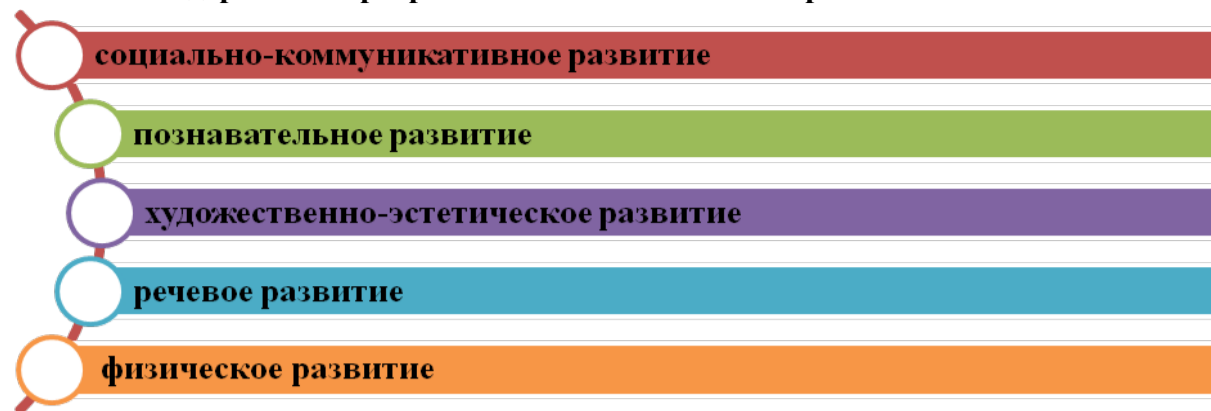 социально-коммуникативное развитие
познавательное развитие
художественно-эстетическое развитие
речевое развитие
физическое развитие